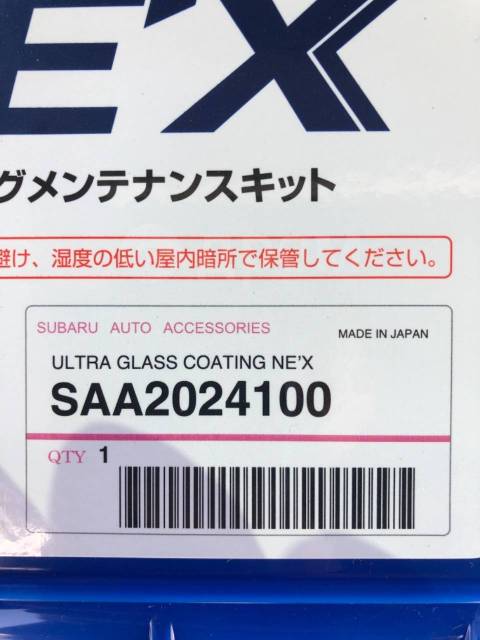 E'X
グメンテナンスキット
避け、湿度の低い屋内暗所で保管してください。
SUBARU AUTO ACCESSORIES
MADE IN JAPAN
ULTRA GLASS COATING NE'X
SAA2024100
QTY 1